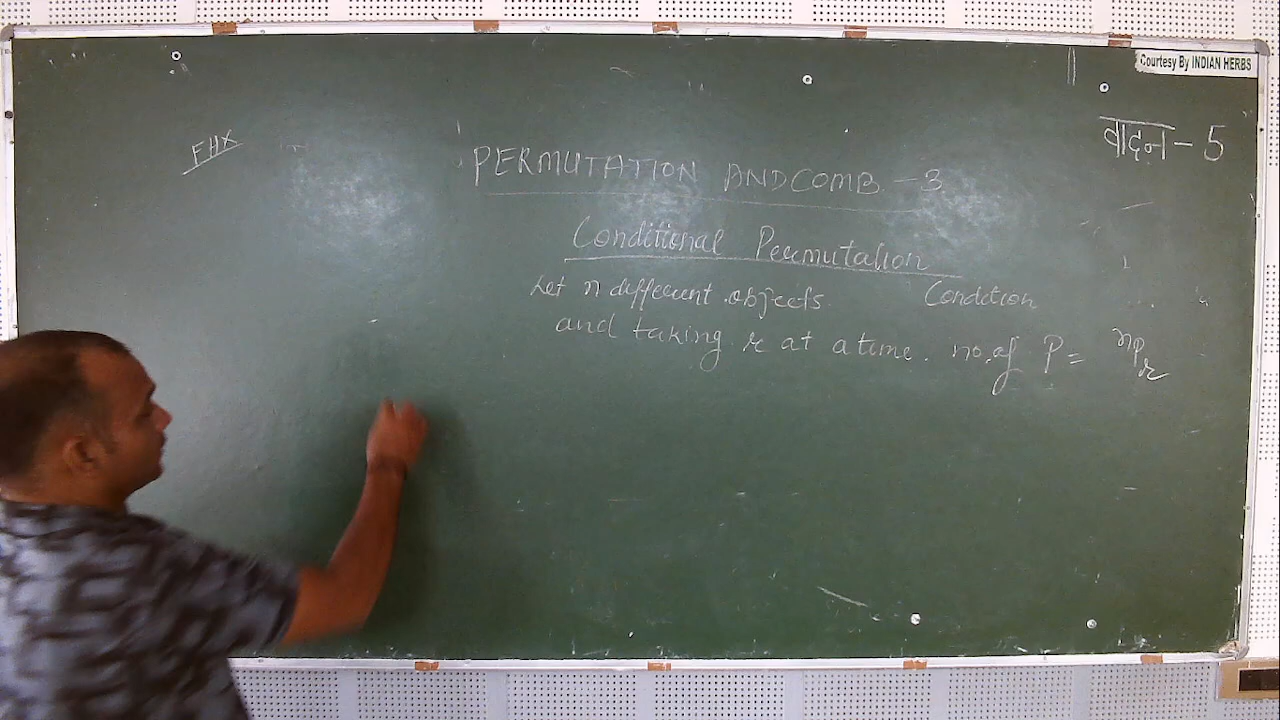 Courtesy By INDIAN HERBS
वादन - 5
FHX
PERMUTATION AND COMB - 3
Conditional Permutation
Let n different objects. Condition
and taking r at a time. no. of P = nPr